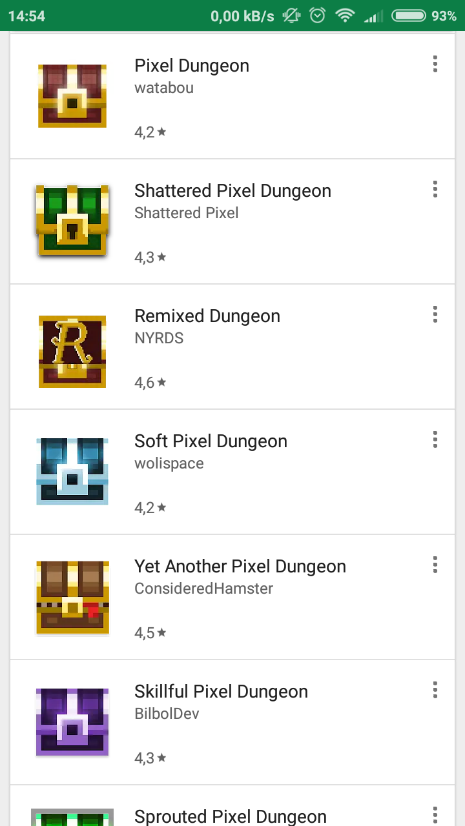 14:54 0,00 kB/s 93%
Pixel Dungeon
watabou
4,2★
Shattered Pixel Dungeon
Shattered Pixel
4,3★
R
Remixed Dungeon
NYRDS
4,6★
Soft Pixel Dungeon
wolispace
4,2★
Yet Another Pixel Dungeon
ConsideredHamster
4,5★
Skillful Pixel Dungeon
BilbolDev
4,3★
Sprouted Pixel Dungeon